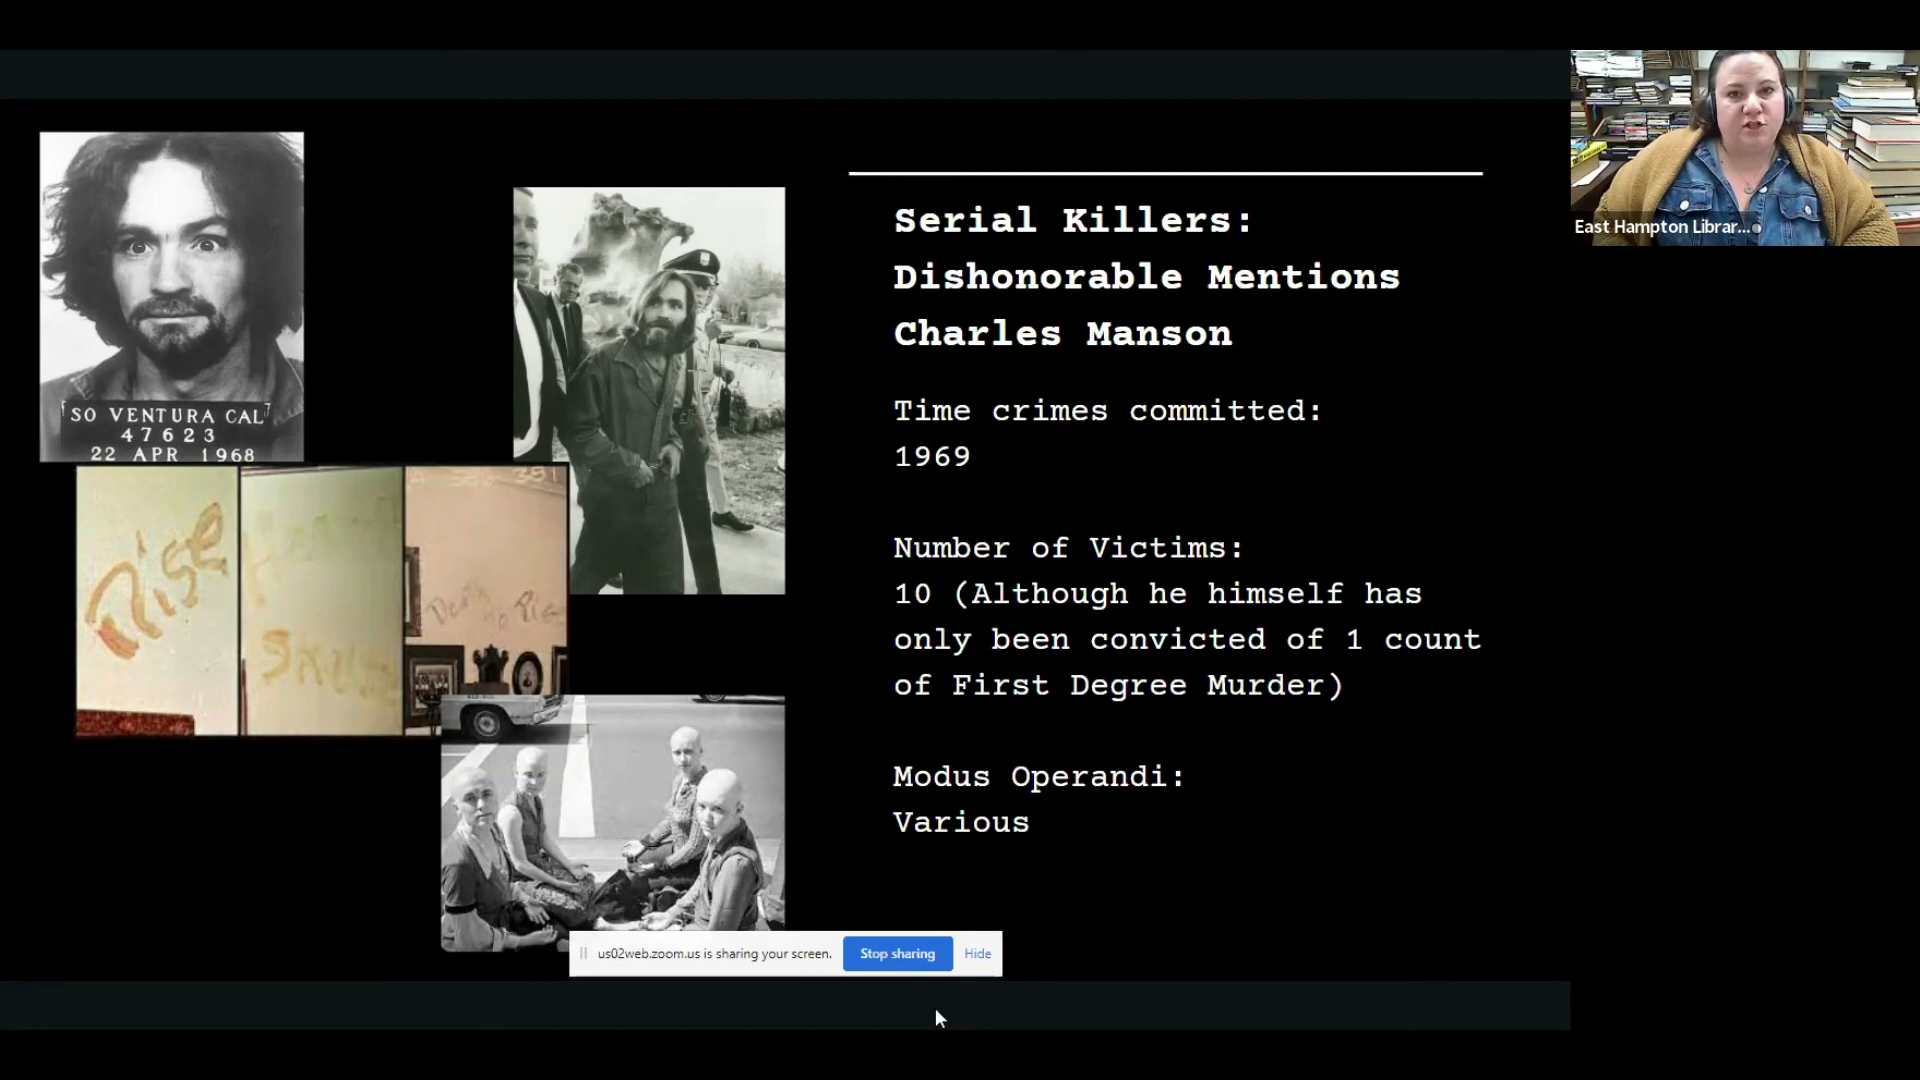 SO VENTURA CAL
47623
22 APR 1968
Rise
Serial Killers:
Dishonorable Mentions
Charles Manson
Time crimes committed:
1969
Number of Victims:
10 (Although he himself has
only been convicted of 1 count
of First Degree Murder)
Modus Operandi:
Various
East Hampton Librar...
us02web.zoom.us is sharing your screen.
Stop sharing
Hide